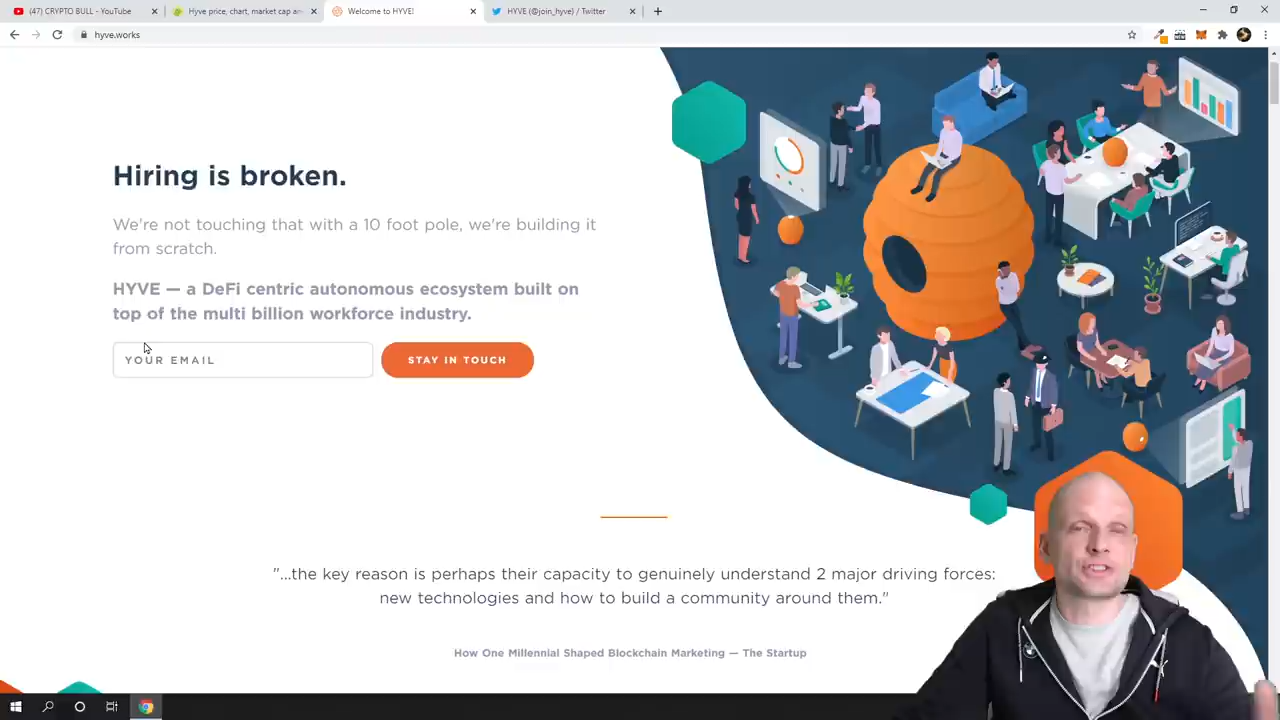 (47) CRYPTO BULL - YouTube
Hyve price, chart, market cap an
Welcome to HYVE!
HYVE (@join_hyve) / Twitter
hyve.works
Hiring is broken.
We're not touching that with a 10 foot pole, we're building it
from scratch.
HYVE — a DeFi centric autonomous ecosystem built on
top of the multi billion workforce industry.
YOUR EMAIL
STAY IN TOUCH
"...the key reason is perhaps their capacity to genuinely understand 2 major driving forces:
new technologies and how to build a community around them."
How One Millennial Shaped Blockchain Marketing — The Startup